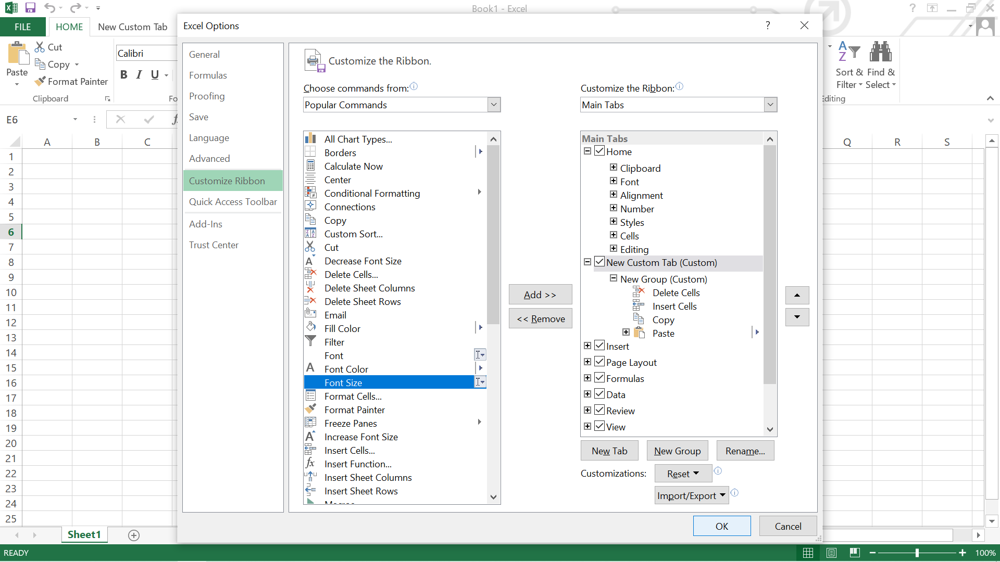 Book1 - Excel
?
FILE
HOME
New Custom Tab
Cut
Copy
Format Painter
Paste
Clipboard
Calibri
B I U
Fo
Sort &
Filter
Find &
Select
Editing
E6
A B C Q R S
1
2
3
4
5
6
7
8
9
10
11
12
13
14
15
16
17
18
19
20
21
22
23
24
25
Sheet1
READY
100%
Excel Options
?
General
Formulas
Proofing
Save
Language
Advanced
Customize Ribbon
Quick Access Toolbar
Add-Ins
Trust Center
Customize the Ribbon.
Choose commands from:
Popular Commands
All Chart Types...
Borders
Calculate Now
Center
Conditional Formatting
Connections
Copy
Custom Sort...
Cut
Decrease Font Size
Delete Cells...
Delete Sheet Columns
Delete Sheet Rows
Email
Fill Color
Filter
Font
Font Color
Font Size
Format Cells...
Format Painter
Freeze Panes
Increase Font Size
Insert Cells...
Insert Function...
Insert Sheet Columns
Insert Sheet Rows
Add >>
<< Remove
Customize the Ribbon:
Main Tabs
Main Tabs
Home
Clipboard
Font
Alignment
Number
Styles
Cells
Editing
New Custom Tab (Custom)
New Group (Custom)
Delete Cells
Insert Cells
Copy
Paste
Insert
Page Layout
Formulas
Data
Review
View
New Tab
New Group
Rename...
Customizations:
Reset
Import/Export
OK
Cancel